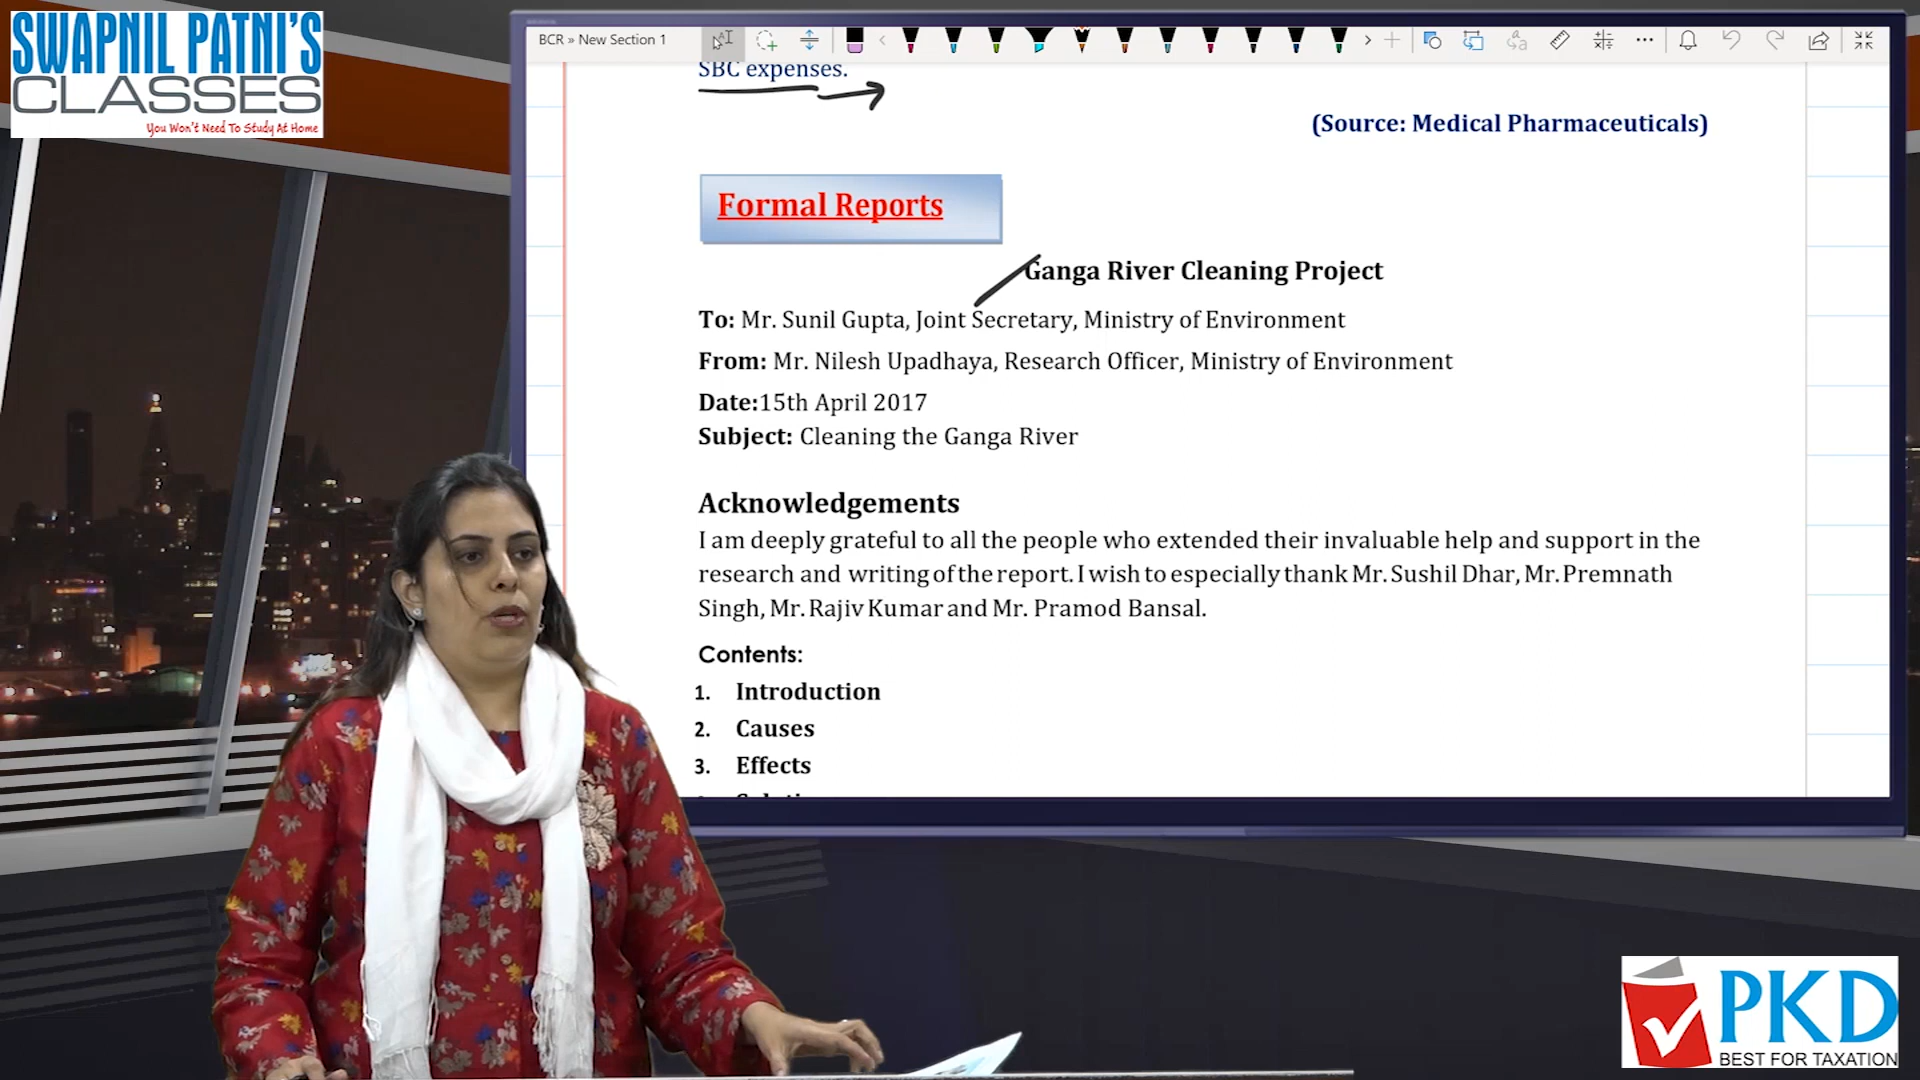 SWAPNIL PATNI'S
CLASSES
You Won't Need To Study At Home
BCR » New Section 1
SBC expenses.
(Source: Medical Pharmaceuticals)
Formal Reports
Ganga River Cleaning Project
To: Mr. Sunil Gupta, Joint Secretary, Ministry of Environment
From: Mr. Nilesh Upadhaya, Research Officer, Ministry of Environment
Date:15th April 2017
Subject: Cleaning the Ganga River
Acknowledgements
I am deeply grateful to all the people who extended their invaluable help and support in the
research and writing of the report. I wish to especially thank Mr. Sushil Dhar, Mr. Premnath
Singh, Mr. Rajiv Kumar and Mr. Pramod Bansal.
Contents:
1. Introduction
2. Causes
3. Effects
PKD
BEST FOR TAXATION